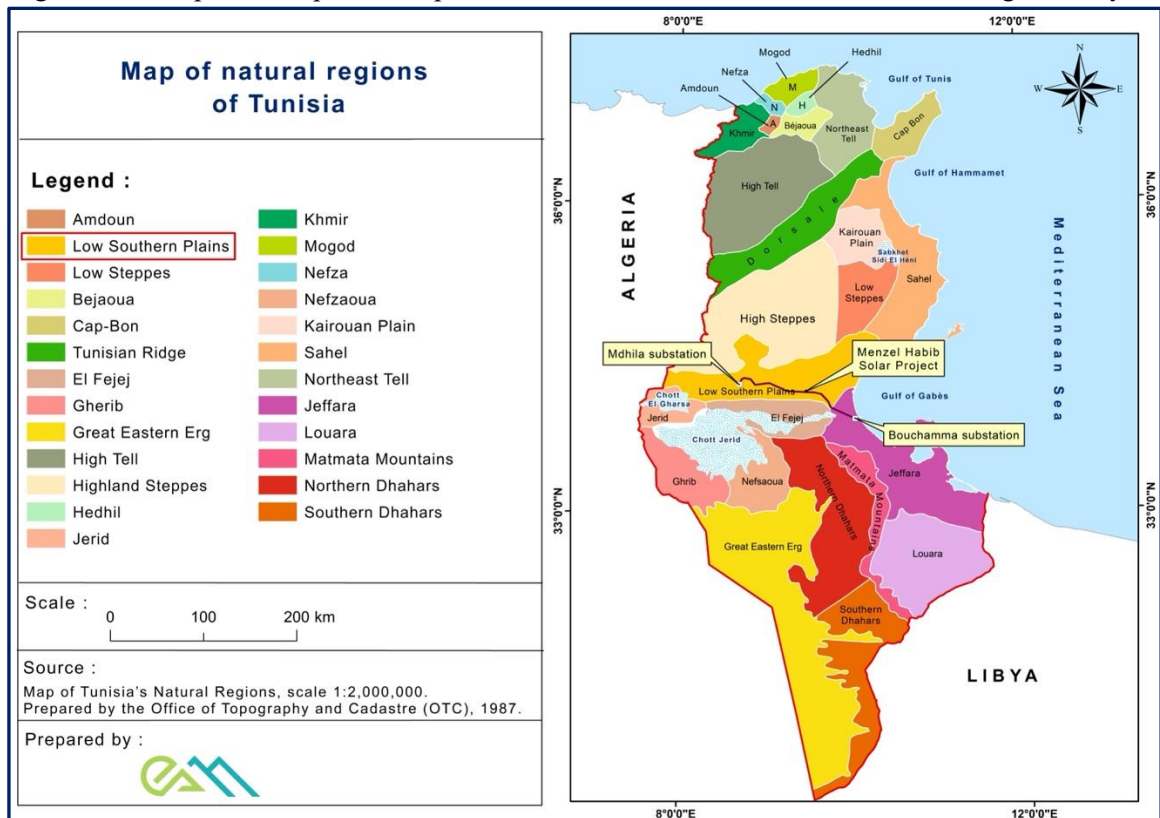 Map of natural regions
of Tunisia
Legend :
Amdoun
Low Southern Plains
Low Steppes
Bejaoua
Cap-Bon
Tunisian Ridge
El Fejej
Gherib
Great Eastern Erg
High Tell
Highland Steppes
Hedhil
Jerid
Khmir
Mogod
Nefza
Nefzaoua
Kairouan Plain
Sahel
Northeast Tell
Jeffara
Louara
Matmata Mountains
Northern Dhahars
Southern Dhahars
Scale :
0 100 200 km
Source :
Map of Tunisia's Natural Regions, scale 1:2,000,000.
Prepared by the Office of Topography and Cadastre (OTC), 1987.
Prepared by :
8°0'0"E 12°0'0"E
36°0'0"N
33°0'0"N
36°0'0"N
33°0'0"N
8°0'0"E 12°0'0"E
N
W E
S
Mogod
Hedhil
Nefza
Amdoun
M
N
H
A
Khmir
Béjaoua
Northeast
Tell
Cap Bon
Gulf of Tunis
Gulf of Hammamet
High Tell
Dorsale
Kairouan
Plain
Sabkhet
Sidi El Héni
Sahel
Low
Steppes
High Steppes
ALGERIA
Mediterranean Sea
Mdhila substation
Menzel Habib
Solar Project
Low Southern Plains
Gulf of Gabès
Bouchamma substation
Chott
El Gharsa
Jerid
El Fejej
Chott Jerid
Ghrib
Nefsaoua
Northern Dhahars
Matmata Mountains
Jeffara
Louara
Great Eastern Erg
Southern
Dhahars
LIBYA